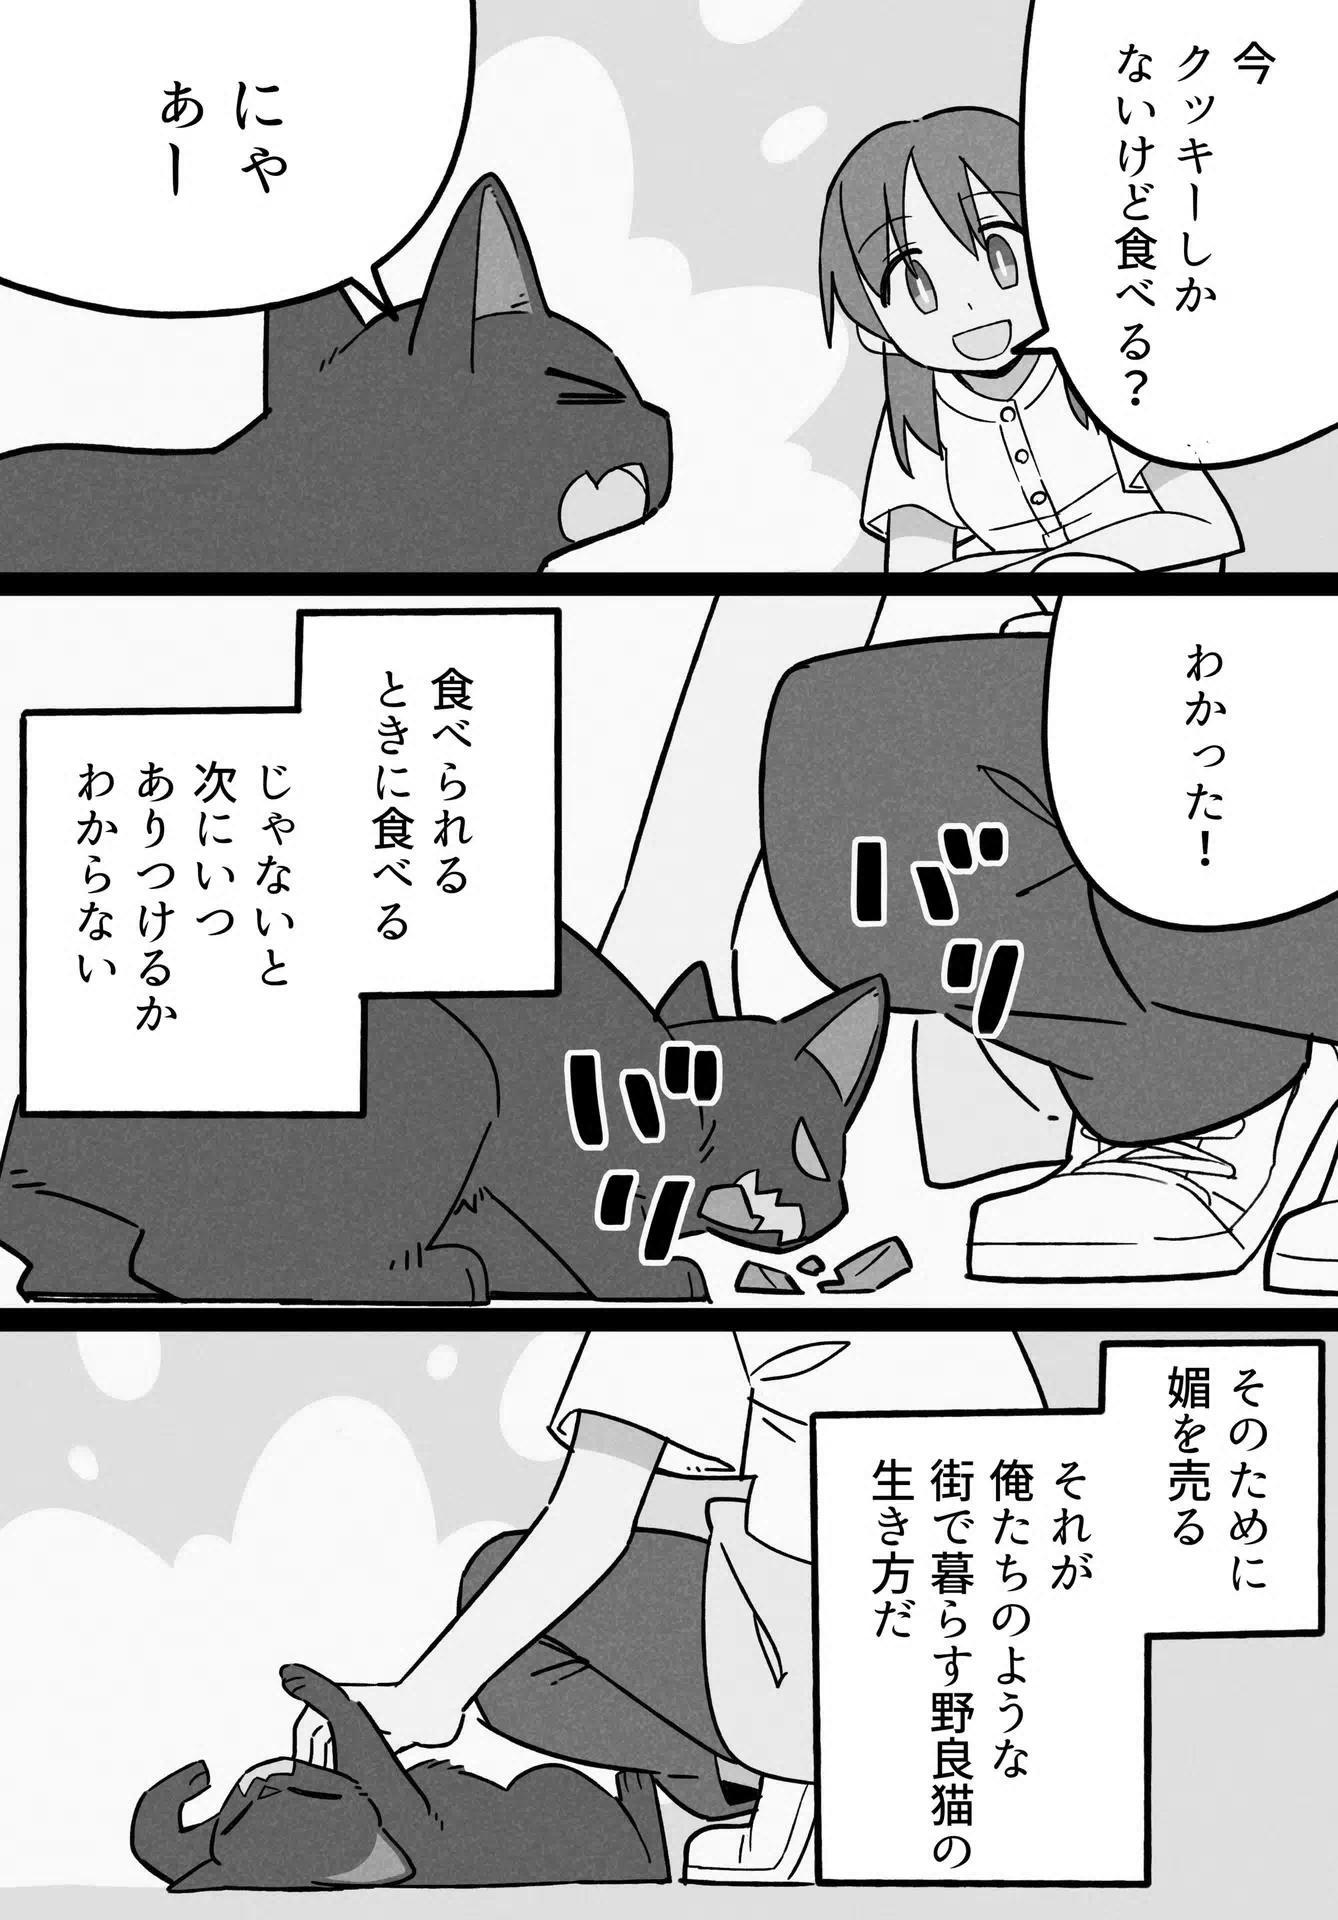 今
クッキーしか
ないけど食べる？
にゃ
あー
わかった！
ガツ
ガツ
食べられる
ときに食べる
じゃないと
次にいつ
ありつけるか
わからない
そのために
媚を売る
それが
俺たちのような
街で暮らす野良猫の
生き方だ